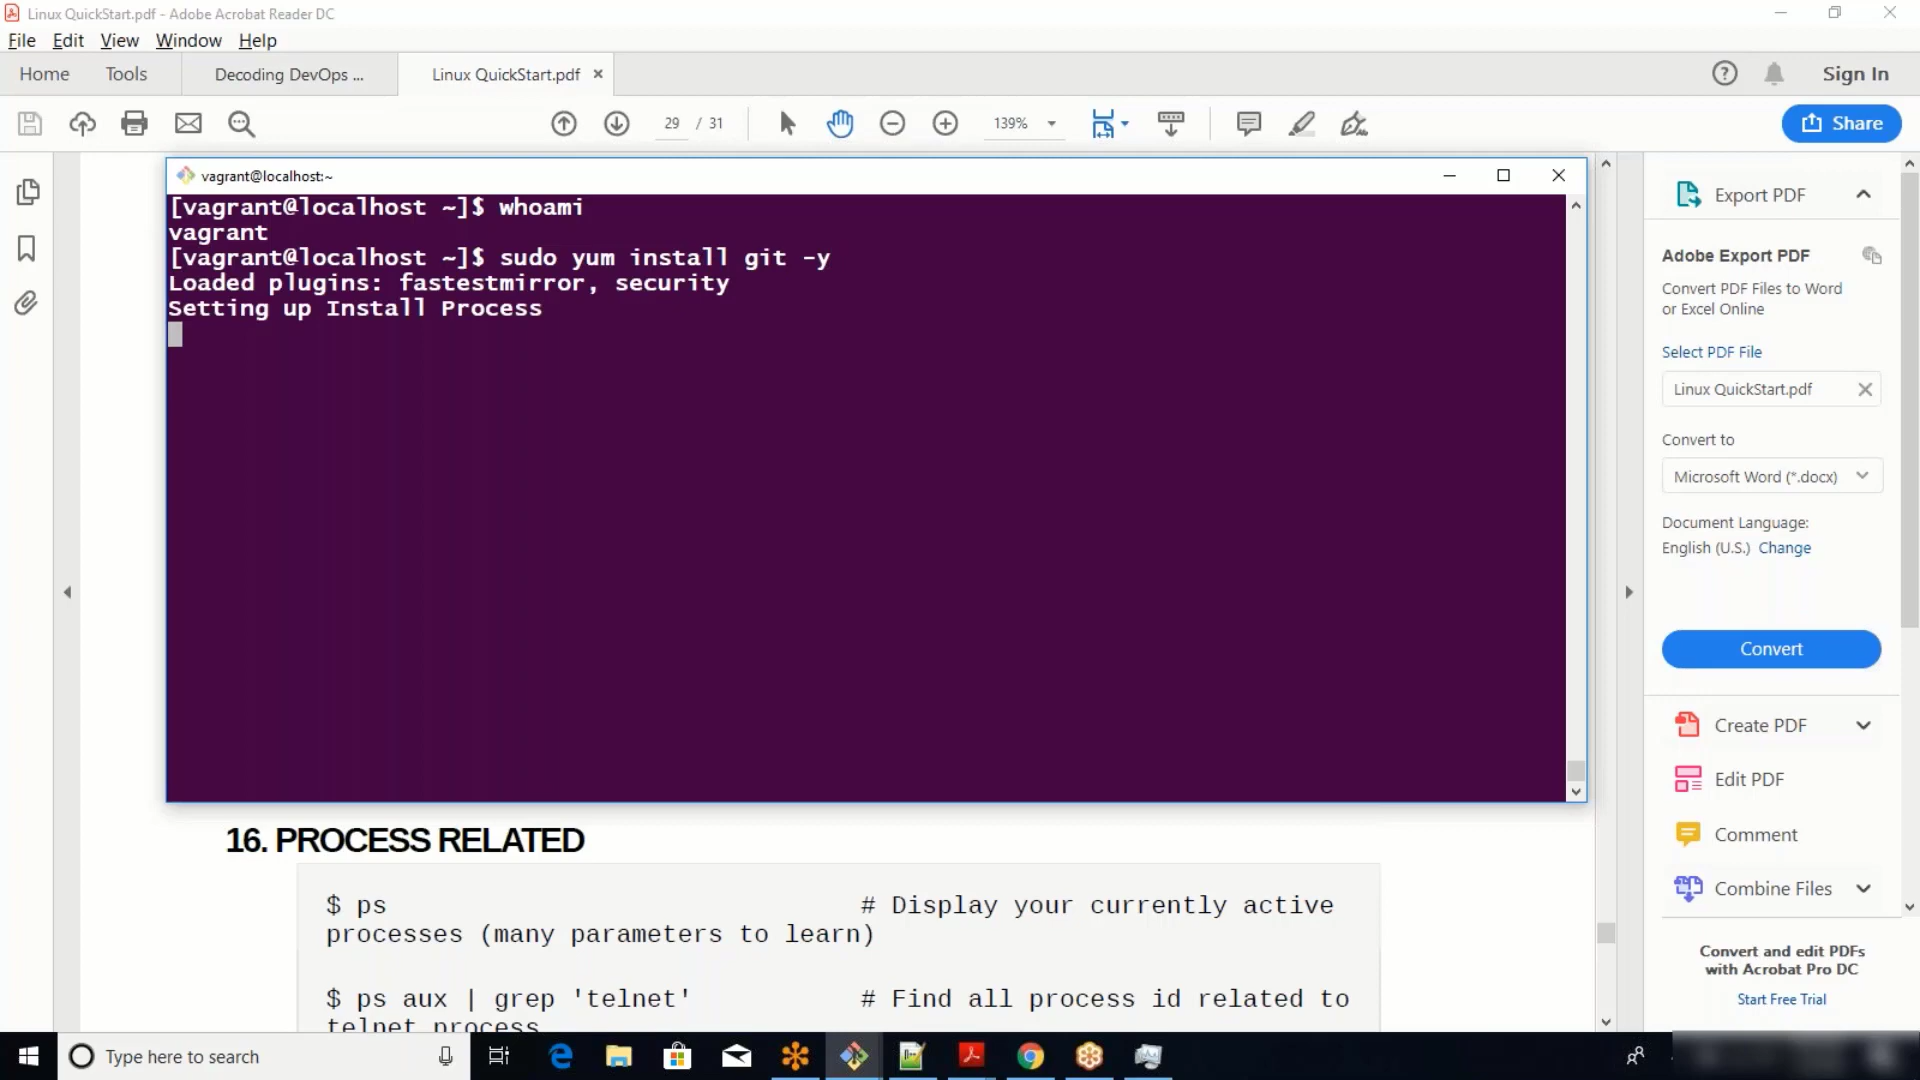 Linux QuickStart.pdf - Adobe Acrobat Reader DC
File Edit View Window Help
Home Tools Decoding DevOps ... Linux QuickStart.pdf × Sign In
29 / 31 139% Share
vagrant@localhost:~
[vagrant@localhost ~]$ whoami
vagrant
[vagrant@localhost ~]$ sudo yum install git -y
Loaded plugins: fastestmirror, security
Setting up Install Process
16. PROCESS RELATED
$ ps # Display your currently active
processes (many parameters to learn)
$ ps aux | grep 'telnet' # Find all process id related to
telnet process
Export PDF
Adobe Export PDF
Convert PDF Files to Word
or Excel Online
Select PDF File
Linux QuickStart.pdf
Convert to
Microsoft Word (*.docx)
Document Language:
English (U.S.) Change
Convert
Create PDF
Edit PDF
Comment
Combine Files
Convert and edit PDFs
with Acrobat Pro DC
Start Free Trial
Type here to search